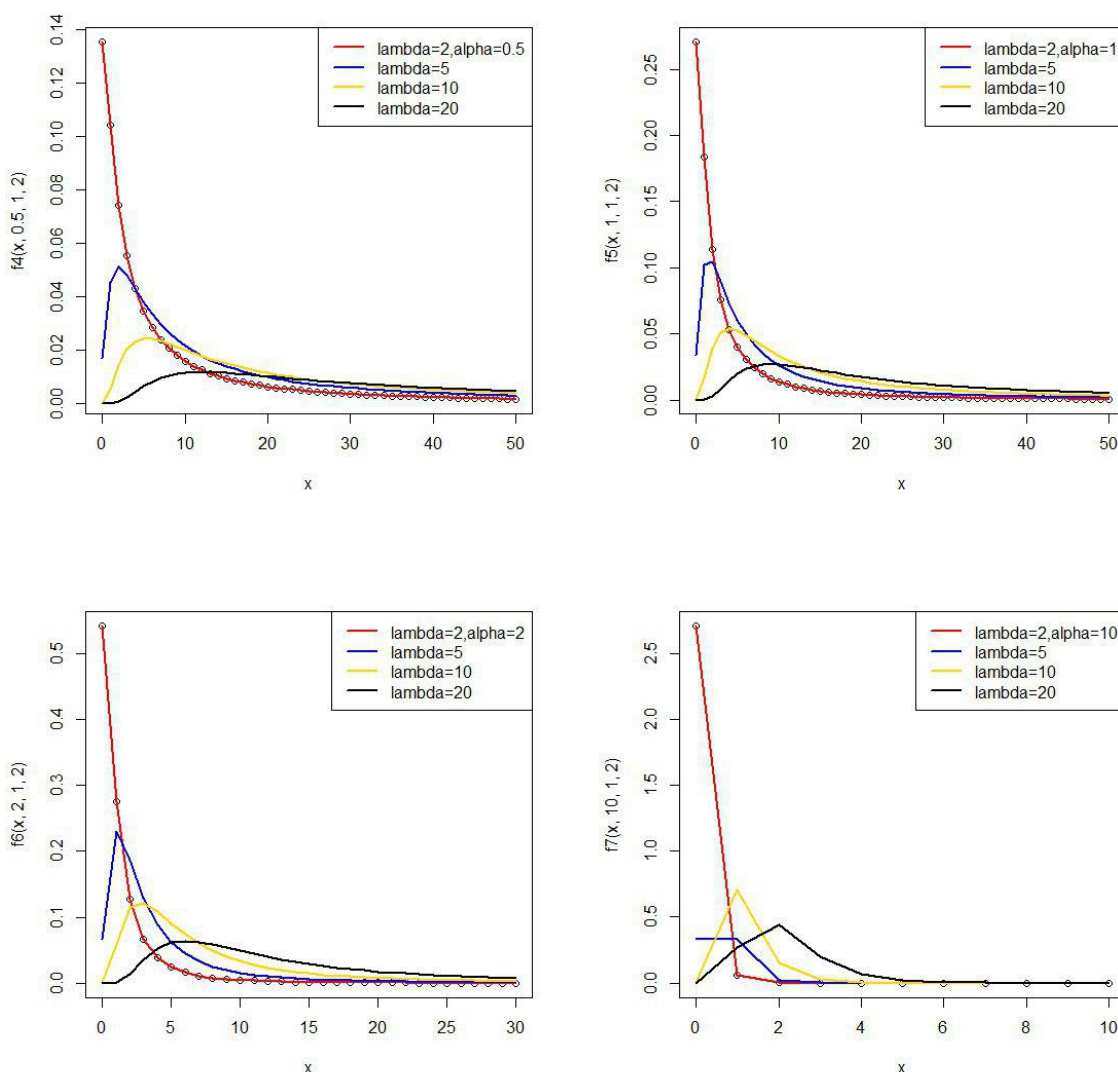 lambda=2,alpha=0.5
lambda=5
lambda=10
lambda=20
f4(x, 0.5, 1, 2)
0.14
0.12
0.10
0.08
0.06
0.04
0.02
0.00
0 10 20 30 40 50
x
lambda=2,alpha=1
lambda=5
lambda=10
lambda=20
f5(x, 1, 1, 2)
0.25
0.20
0.15
0.10
0.05
0.00
0 10 20 30 40 50
x
lambda=2,alpha=2
lambda=5
lambda=10
lambda=20
f6(x, 2, 1, 2)
0.5
0.4
0.3
0.2
0.1
0.0
0 5 10 15 20 25 30
x
lambda=2,alpha=10
lambda=5
lambda=10
lambda=20
f7(x, 10, 1, 2)
2.5
2.0
1.5
1.0
0.5
0.0
0 2 4 6 8 10
x